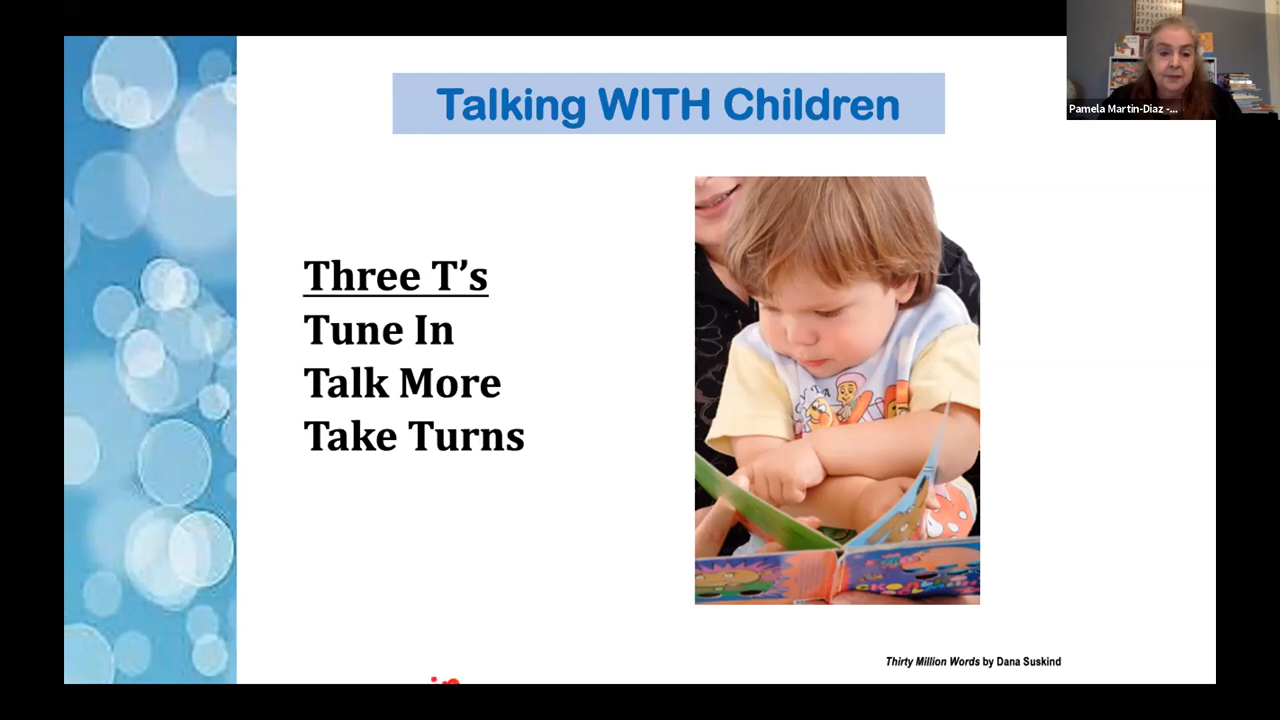 Talking WITH Children
Pamela Martin-Diaz -...
Three T's
Tune In
Talk More
Take Turns
Thirty Million Words by Dana Suskind